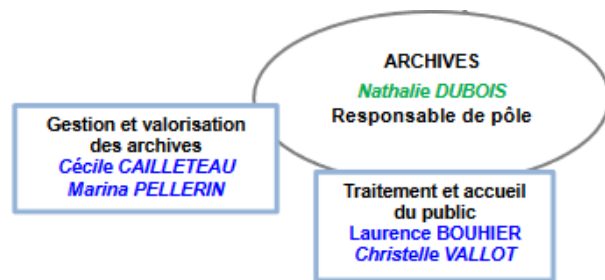 ARCHIVES
Nathalie DUBOIS
Responsable de pôle
Gestion et valorisation
des archives
Cécile CAILLETEAU
Marina PELLERIN
Traitement et accueil
du public
Laurence BOUHIER
Christelle VALLOT